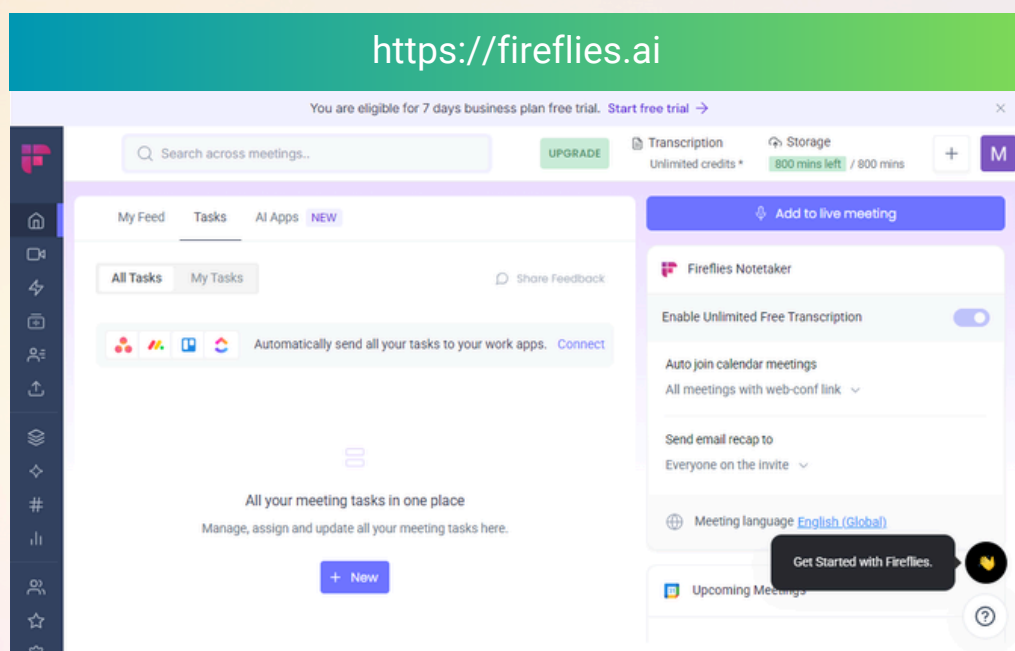 https://fireflies.ai
You are eligible for 7 days business plan free trial. Start free trial →
Search across meetings..
UPGRADE
Transcription
Unlimited credits *
Storage
800 mins left / 800 mins
+
M
My Feed Tasks AI Apps NEW
All Tasks My Tasks
Share Feedback
Automatically send all your tasks to your work apps. Connect
All your meeting tasks in one place
Manage, assign and update all your meeting tasks here.
+ New
Add to live meeting
Fireflies Notetaker
Enable Unlimited Free Transcription
Auto join calendar meetings
All meetings with web-conf link
Send email recap to
Everyone on the invite
Meeting language English (Global)
Get Started with Fireflies.
Upcoming Meetings